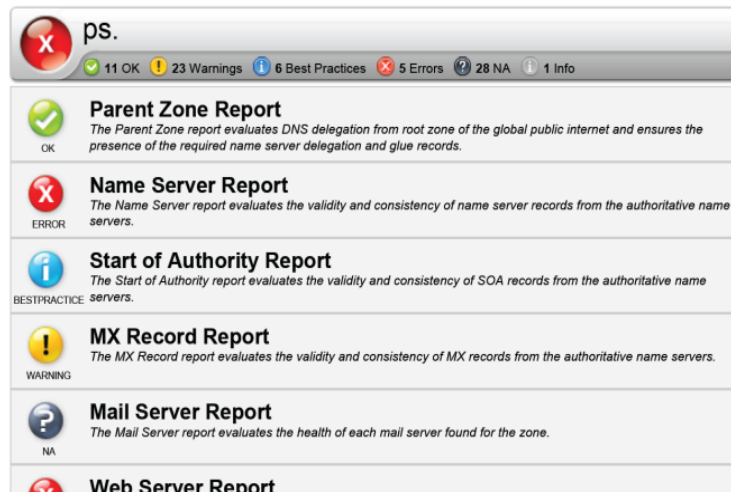 ps.
11 OK 23 Warnings 6 Best Practices 5 Errors 28 NA 1 Info
Parent Zone Report
The Parent Zone report evaluates DNS delegation from root zone of the global public internet and ensures the
presence of the required name server delegation and glue records.
OK
Name Server Report
The Name Server report evaluates the validity and consistency of name server records from the authoritative name
servers.
ERROR
Start of Authority Report
The Start of Authority report evaluates the validity and consistency of SOA records from the authoritative name
servers.
BESTPRACTICE
MX Record Report
The MX Record report evaluates the validity and consistency of MX records from the authoritative name servers.
WARNING
Mail Server Report
The Mail Server report evaluates the health of each mail server found for the zone.
NA
Web Server Report